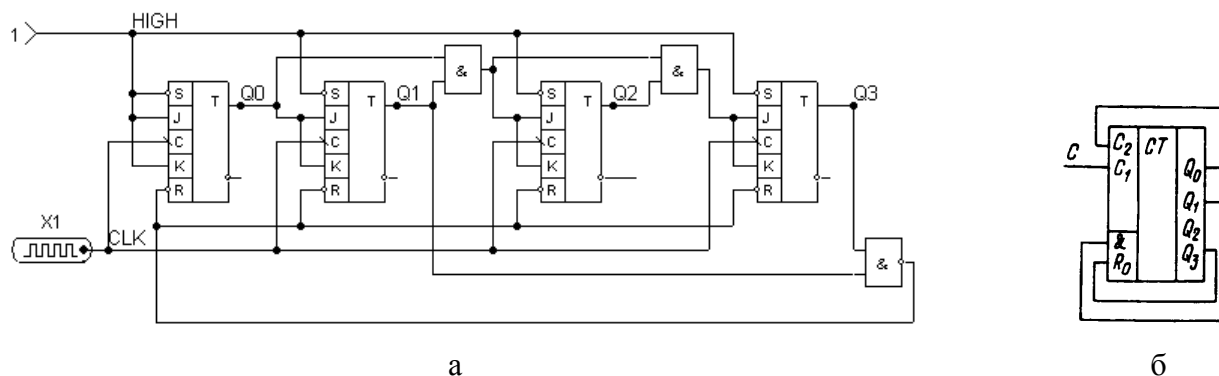 1 HIGH
& &
Q0 Q1 Q2 Q3
S T S T S T S T
J J J J
C C C C
K K K K
R R R R
X1
CLK
&
C
C2 CT
C1 Q0
Q1
Q2
& Q3
R0
а б